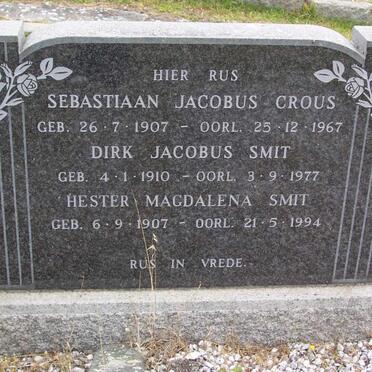 HIER RUS
SEBASTIAAN JACOBUS CROUS
GEB. 26·7·1907 – OORL. 25·12·1967
DIRK JACOBUS SMIT
GEB. 4·1·1910 – OORL. 3·9·1977
HESTER MAGDALENA SMIT
GEB. 6·9·1907 – OORL. 21·5·1994
RUS IN VREDE.